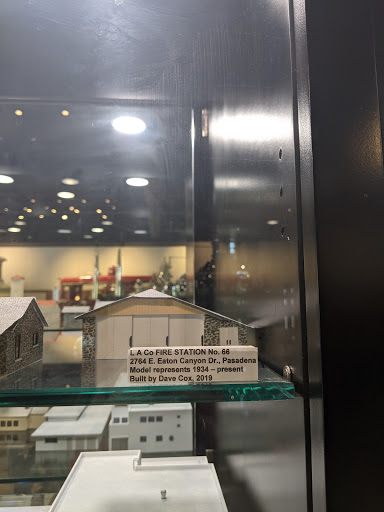 L A Co FIRE STATION No. 66
2764 E. Eaton Canyon Dr., Pasadena
Model represents 1934 – present
Built by Dave Cox, 2019